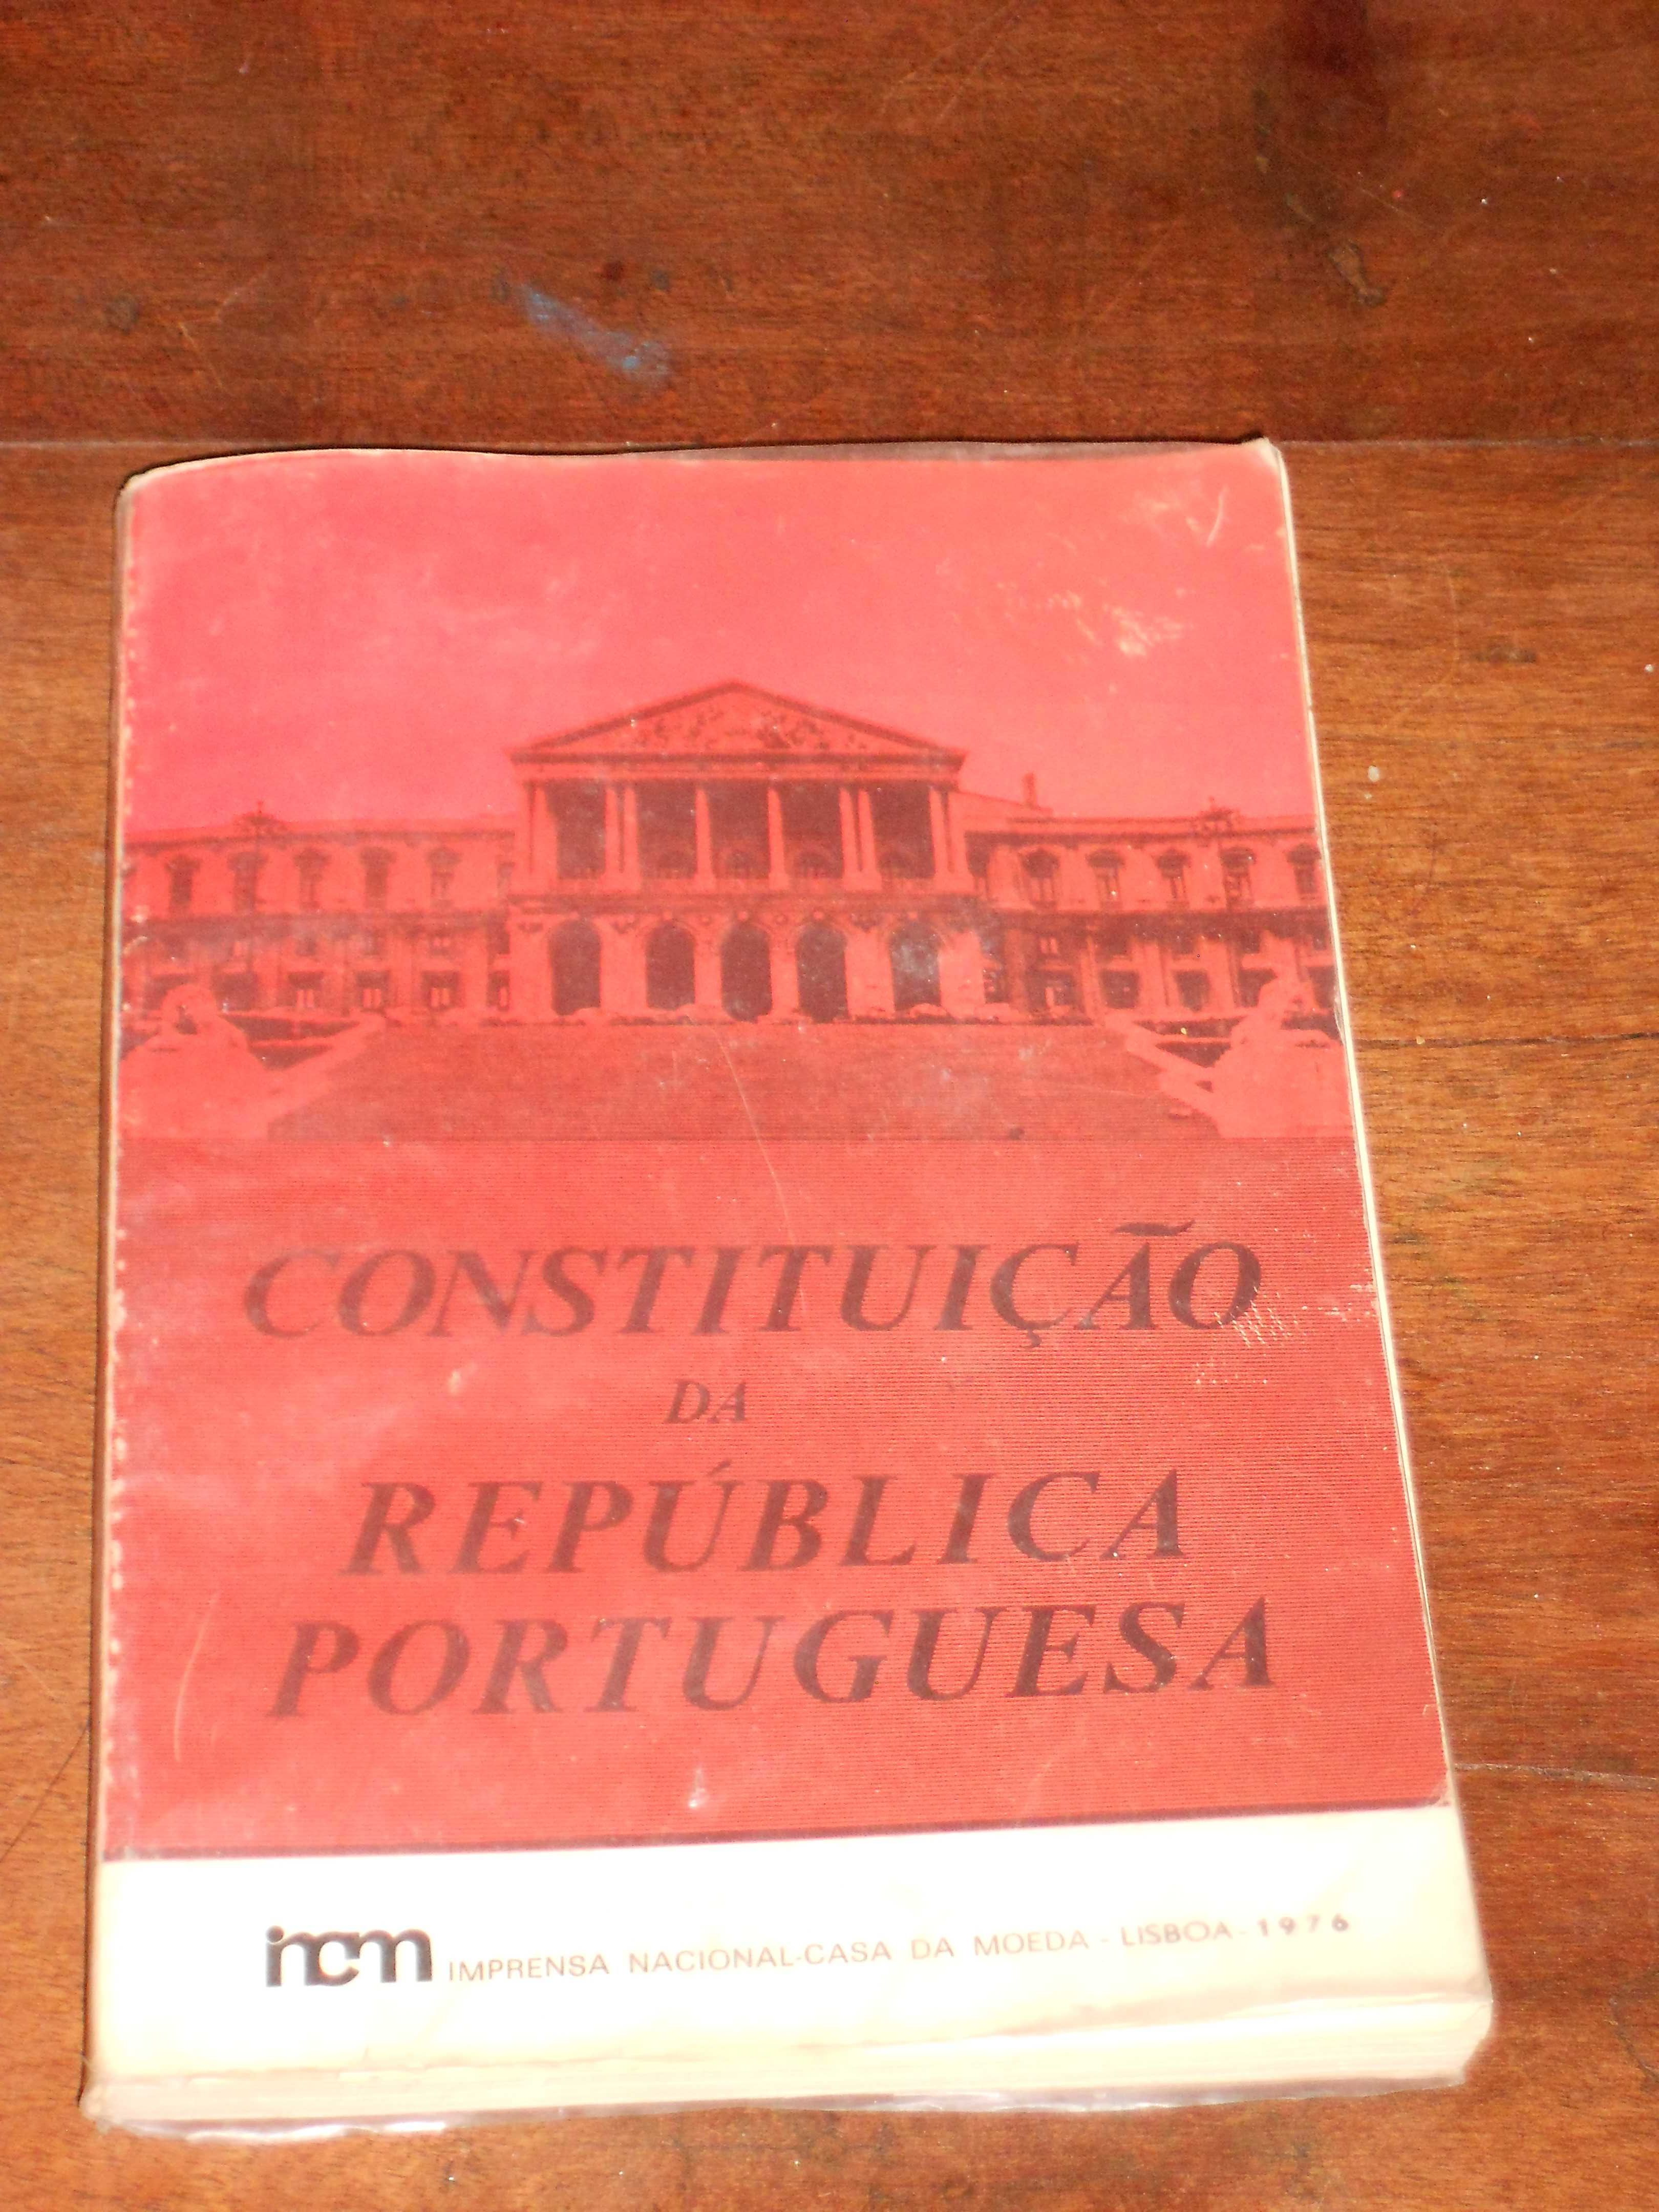 CONSTITUIÇÃO
DA
REPÚBLICA
PORTUGUESA
incm IMPRENSA NACIONAL-CASA DA MOEDA - LISBOA - 1976